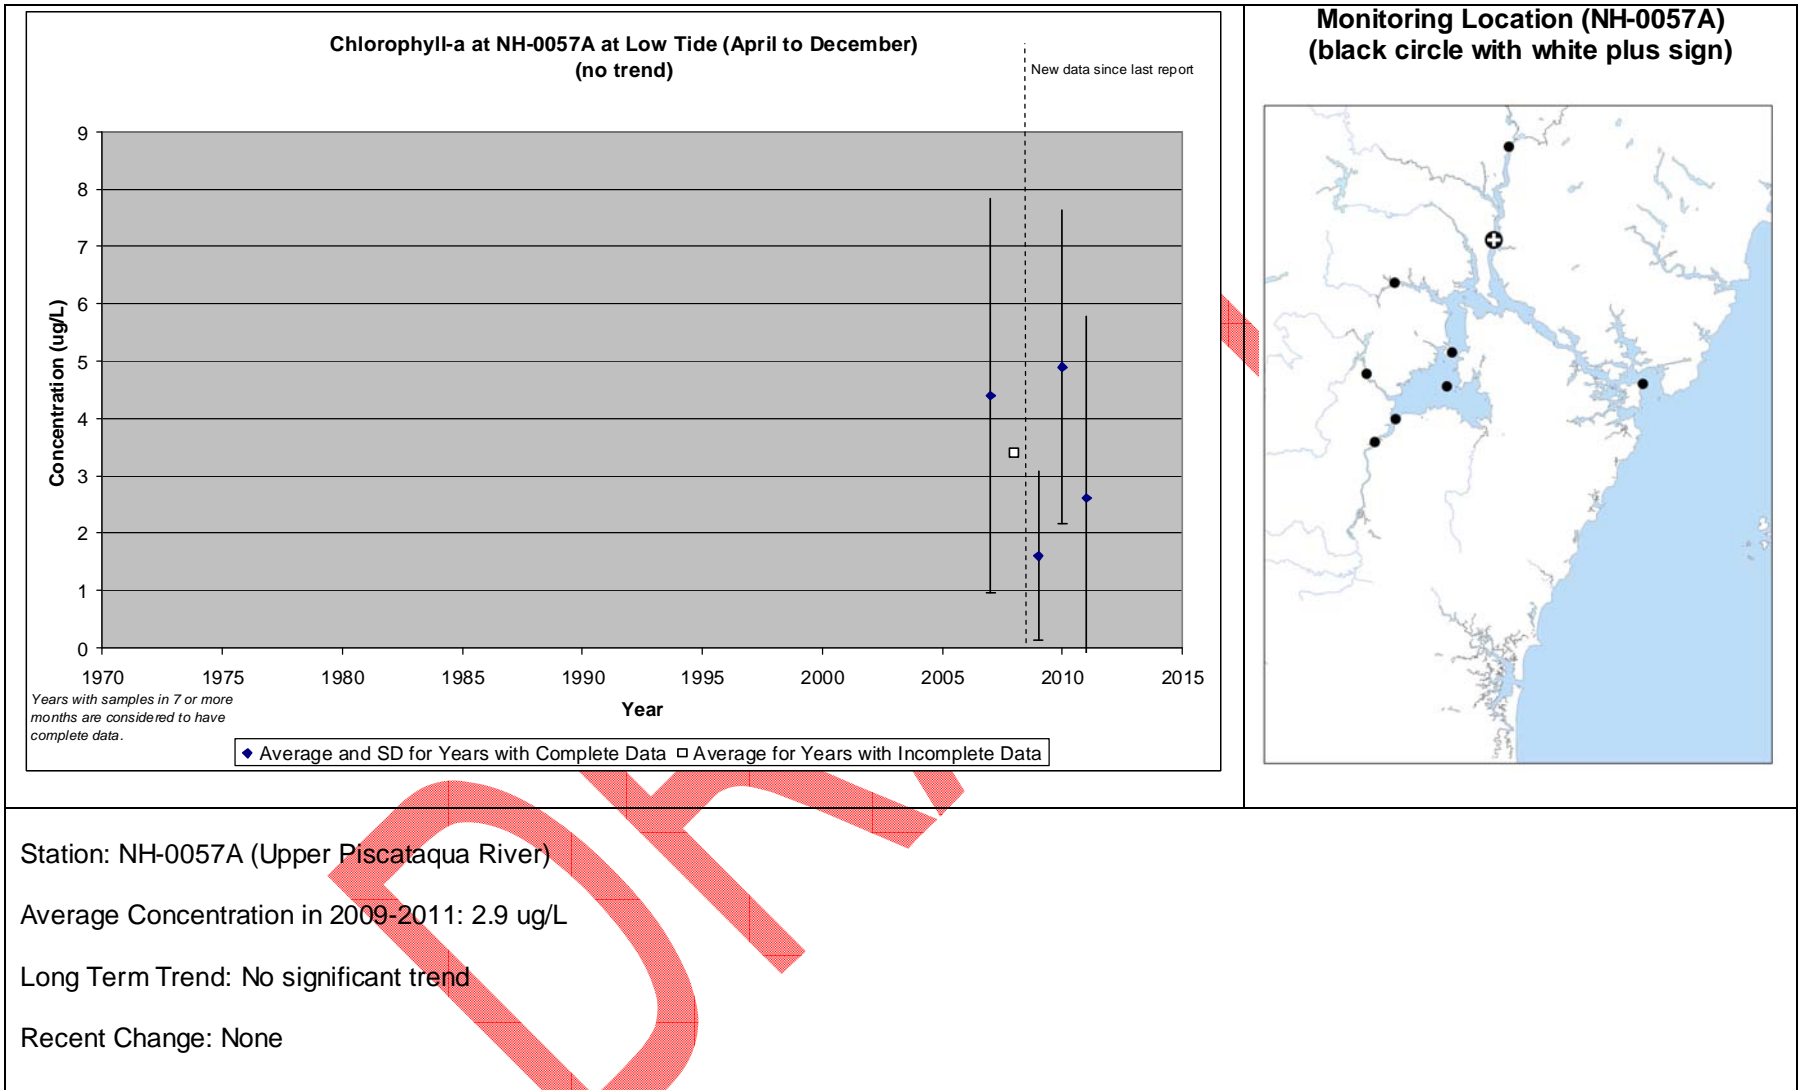 Chlorophyll-a at NH-0057A at Low Tide (April to December)
(no trend)
New data since last report
Concentration (ug/L)
9
8
7
6
5
4
3
2
1
0
1970 1975 1980 1985 1990 1995 2000 2005 2010 2015
Year
Years with samples in 7 or more
months are considered to have
complete data.
Average and SD for Years with Complete Data Average for Years with Incomplete Data
Monitoring Location (NH-0057A)
(black circle with white plus sign)
Station: NH-0057A (Upper Piscataqua River)
Average Concentration in 2009-2011: 2.9 ug/L
Long Term Trend: No significant trend
Recent Change: None